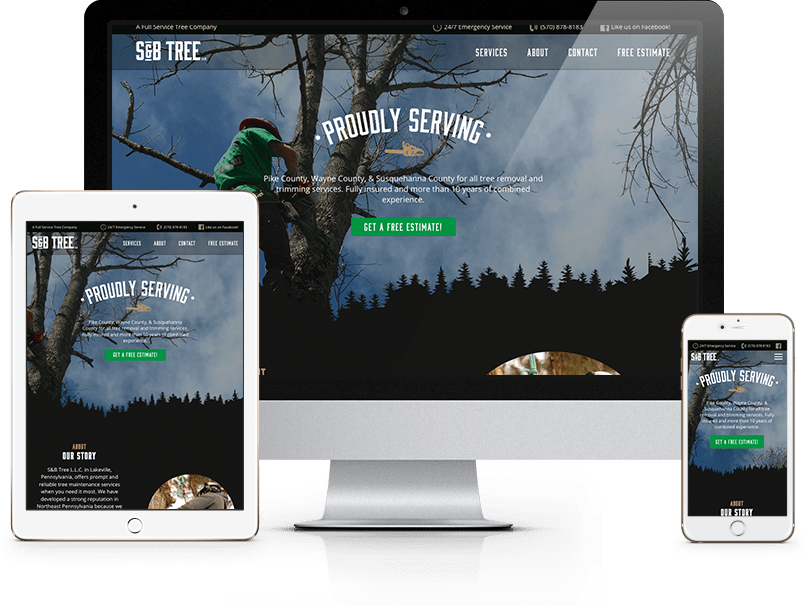 A Full Service Tree Company
24/7 Emergency Service
(570) 878-8183
Like us on Facebook!
S&B TREE
SERVICES ABOUT CONTACT FREE ESTIMATE
• PROUDLY SERVING •
Pike County, Wayne County, & Susquehanna County for all tree removal and
trimming services. Fully insured and more than 10 years of combined
experience.
GET A FREE ESTIMATE!
A Full Service Tree Company
24/7 Emergency Service
(570) 878-8183
Like us on Facebook!
S&B TREE
SERVICES ABOUT CONTACT FREE ESTIMATE
• PROUDLY SERVING •
Pike County, Wayne County, & Susquehanna
County for all tree removal and trimming services.
Fully insured and more than 10 years of combined
experience.
GET A FREE ESTIMATE!
ABOUT
OUR STORY
S&B Tree L.L.C. in Lakeville,
Pennsylvania, offers prompt and
reliable tree maintenance services
when you need it most. We have
developed a strong reputation in
Northeast Pennsylvania because we
24/7 Emergency Service
(570) 878-8183
S&B TREE
• PROUDLY SERVING •
Pike County, Wayne County, &
Susquehanna County for all tree
removal and trimming services. Fully
insured and more than 10 years of
combined experience.
GET A FREE ESTIMATE!
ABOUT
OUR STORY